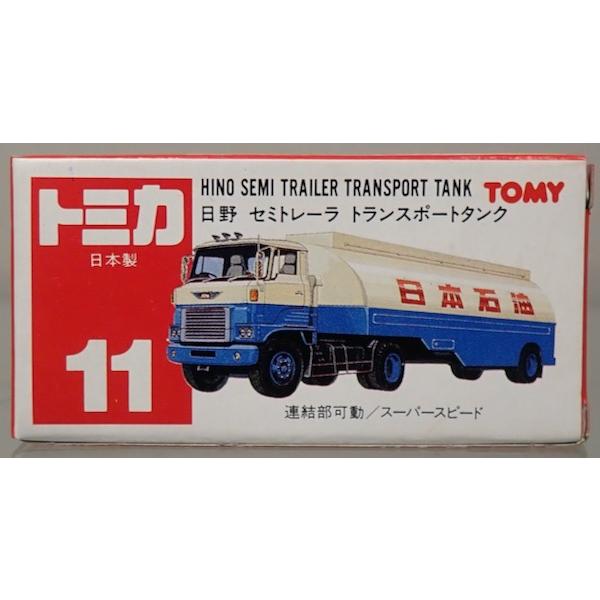 トミカ
日本製
11
HINO SEMI TRAILER TRANSPORT TANK
TOMY
日野 セミトレーラ トランスポートタンク
日本石油
連結部可動/スーパースピード